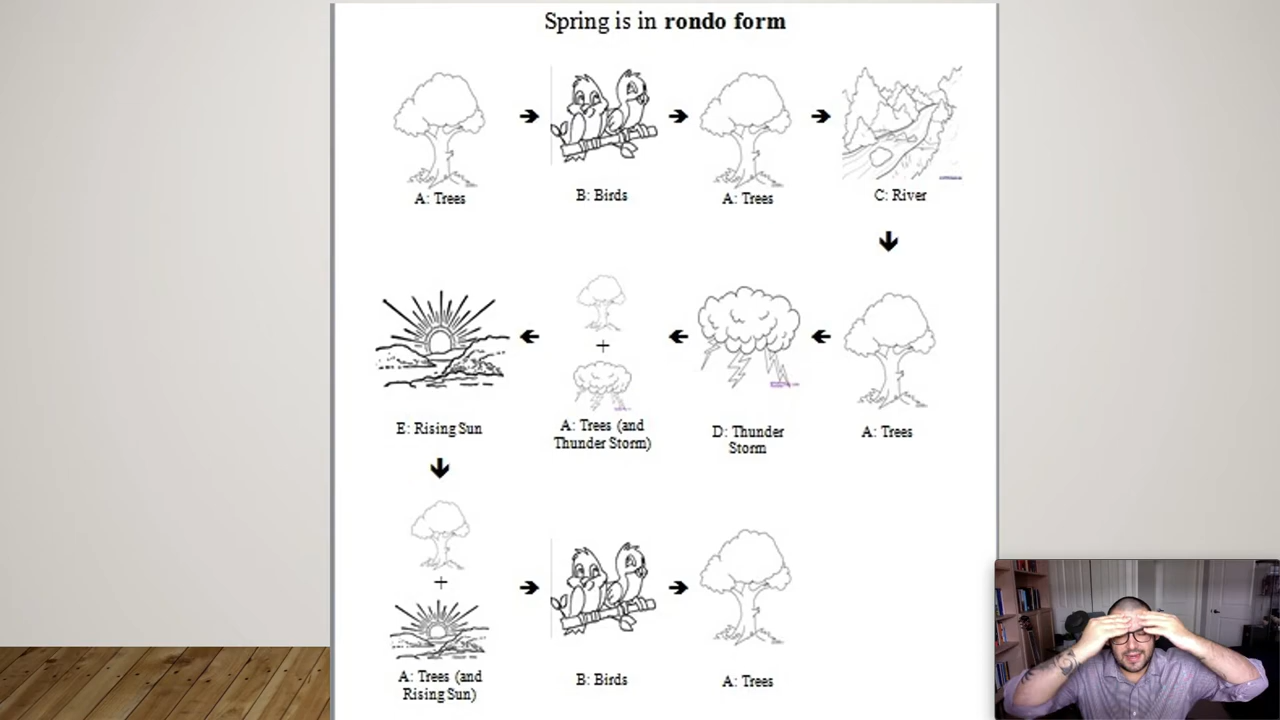 Spring is in rondo form
A: Trees
B: Birds
A: Trees
C: River
E: Rising Sun
A: Trees (and
Thunder Storm)
D: Thunder
Storm
A: Trees
A: Trees (and
Rising Sun)
B: Birds
A: Trees